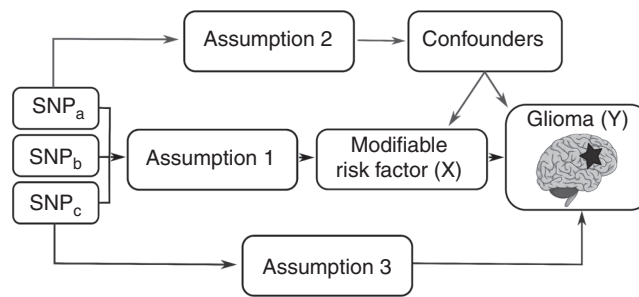 Assumption 2
Confounders
SNPa
SNPb
SNPc
Assumption 1
Modifiable
risk factor (X)
Glioma (Y)
Assumption 3